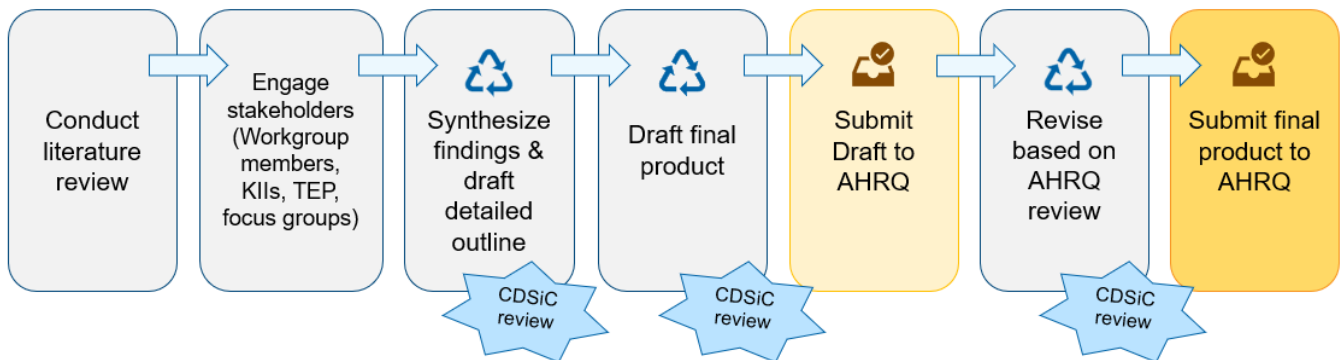 Conduct
literature
review
Engage
stakeholders
(Workgroup
members,
KIIs, TEP,
focus groups)
Synthesize
findings &
draft
detailed
outline
CDSiC
review
Draft final
product
CDSiC
review
Submit
Draft to
AHRQ
Revise
based on
AHRQ
review
CDSiC
review
Submit final
product to
AHRQ